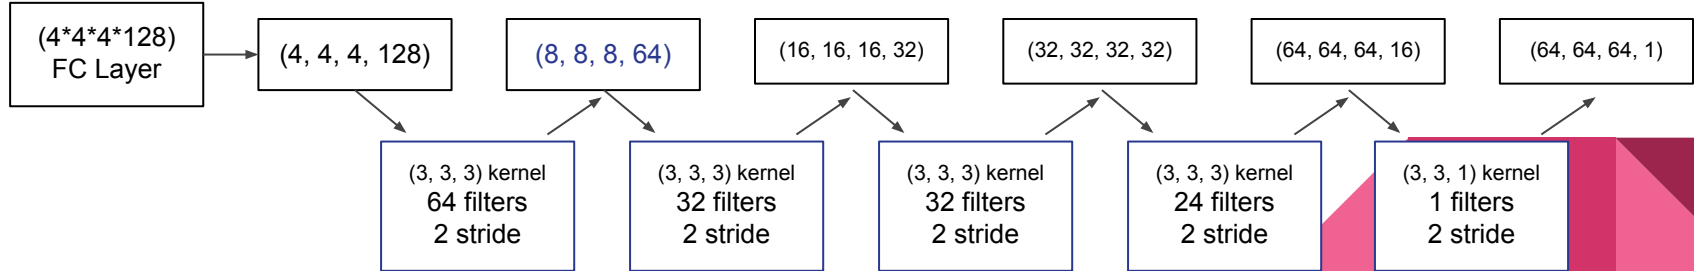 (4*4*4*128)
FC Layer
(4, 4, 4, 128)
(8, 8, 8, 64)
(16, 16, 16, 32)
(32, 32, 32, 32)
(64, 64, 64, 16)
(64, 64, 64, 1)
(3, 3, 3) kernel
64 filters
2 stride
(3, 3, 3) kernel
32 filters
2 stride
(3, 3, 3) kernel
32 filters
2 stride
(3, 3, 3) kernel
24 filters
2 stride
(3, 3, 1) kernel
1 filters
2 stride